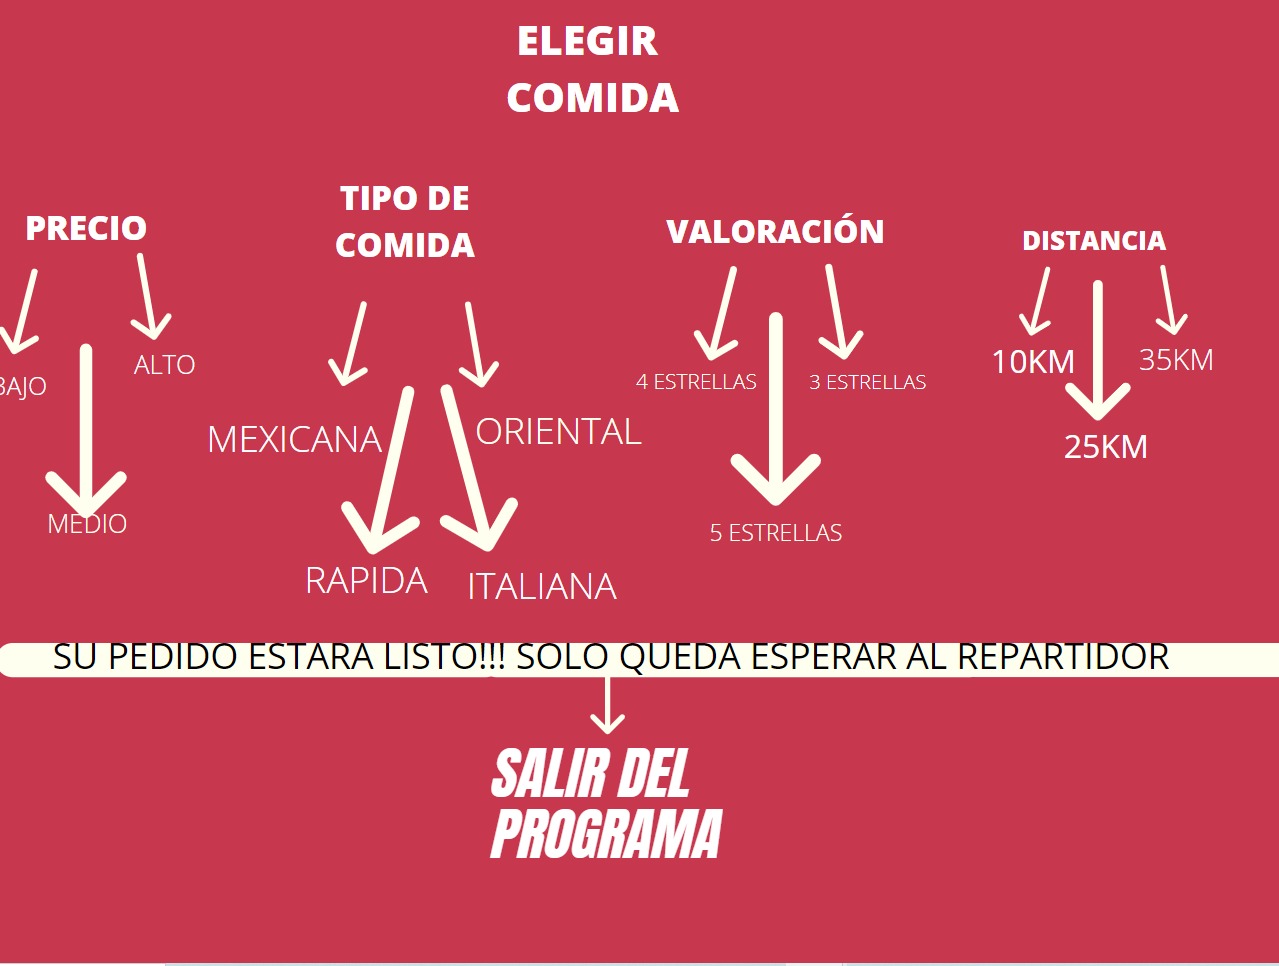 ELEGIR
COMIDA
PRECIO
BAJO
ALTO
MEDIO
TIPO DE
COMIDA
MEXICANA
ORIENTAL
RAPIDA
ITALIANA
VALORACIÓN
4 ESTRELLAS
3 ESTRELLAS
5 ESTRELLAS
DISTANCIA
10KM
35KM
25KM
SU PEDIDO ESTARA LISTO!!! SOLO QUEDA ESPERAR AL REPARTIDOR
SALIR DEL
PROGRAMA